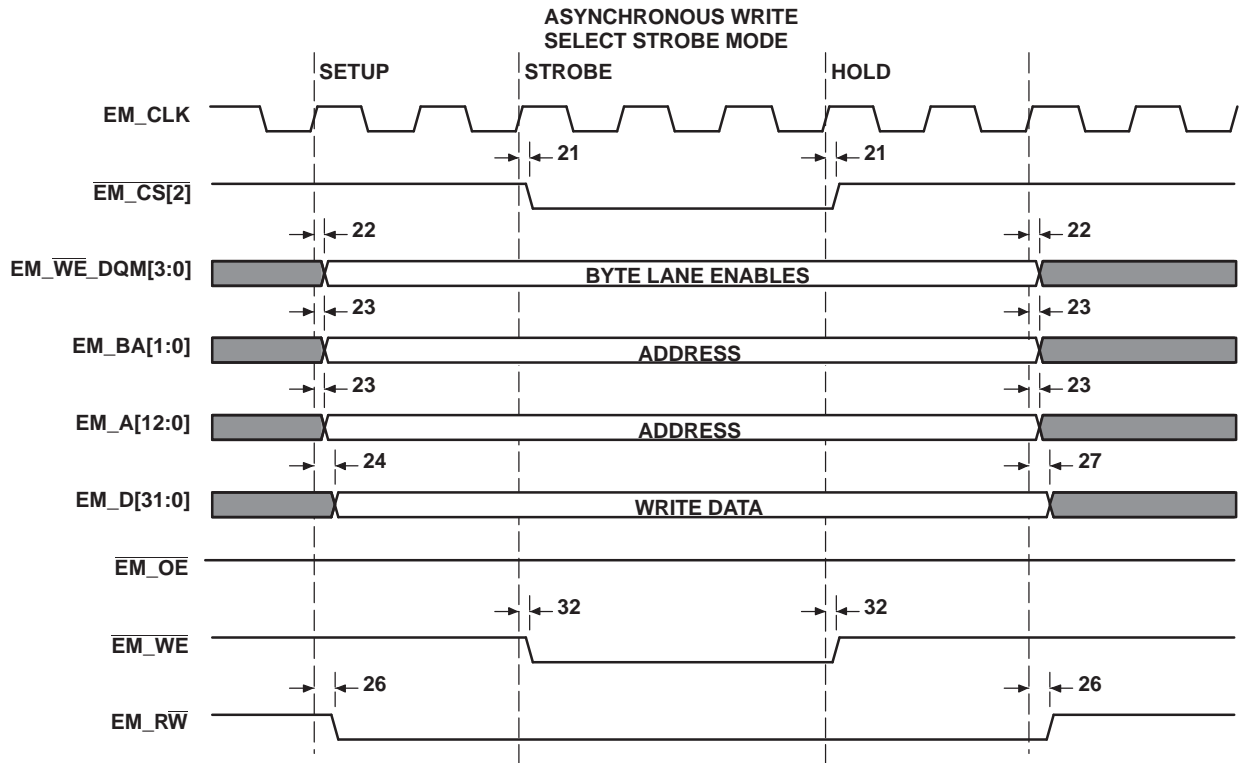 ASYNCHRONOUS WRITE
SELECT STROBE MODE
SETUP STROBE HOLD
EM_CLK
21 21
EM_CS[2]
22 22
EM_WE_DQM[3:0] BYTE LANE ENABLES
23 23
EM_BA[1:0] ADDRESS
23 23
EM_A[12:0] ADDRESS
24 27
EM_D[31:0] WRITE DATA
EM_OE
32 32
EM_WE
26 26
EM_RW